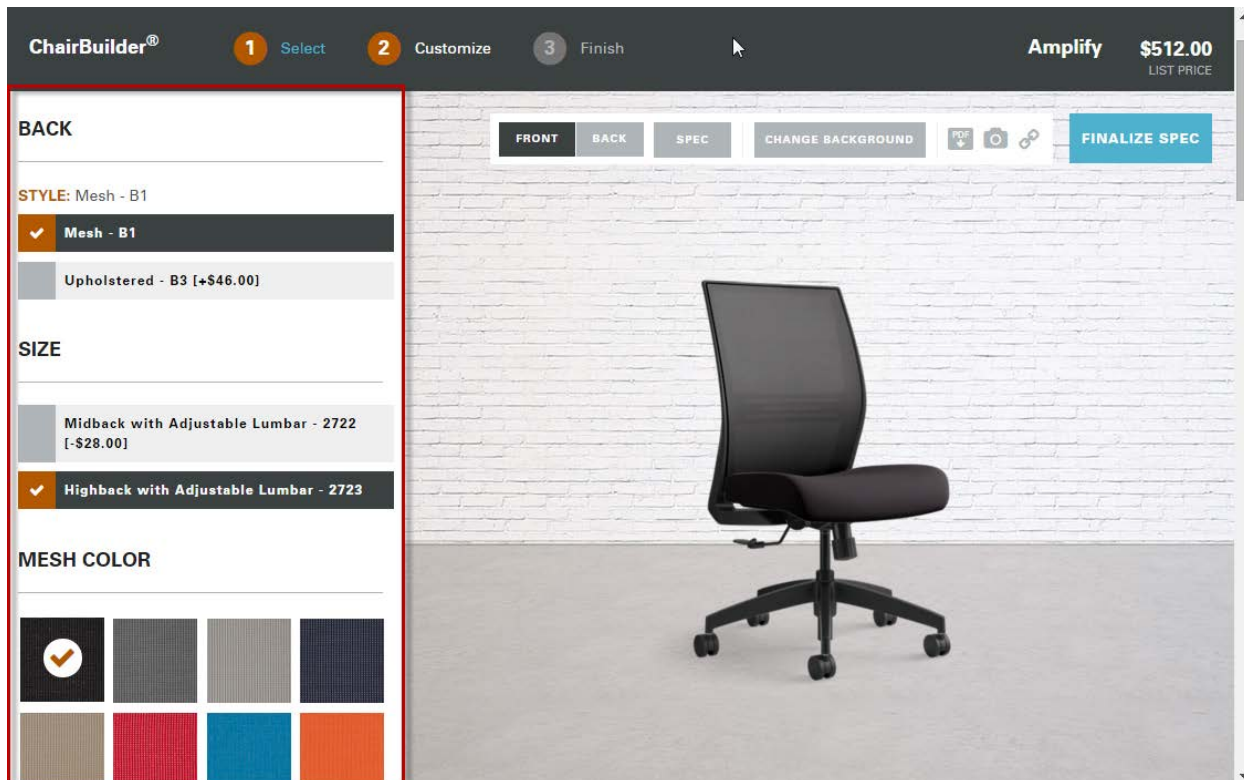 ChairBuilder®
1 Select
2 Customize
3 Finish
Amplify
$512.00
LIST PRICE
BACK
STYLE: Mesh - B1
Mesh - B1
Upholstered - B3 [+$46.00]
SIZE
Midback with Adjustable Lumbar - 2722
[-$28.00]
Highback with Adjustable Lumbar - 2723
MESH COLOR
FRONT
BACK
SPEC
CHANGE BACKGROUND
PDF
FINALIZE SPEC